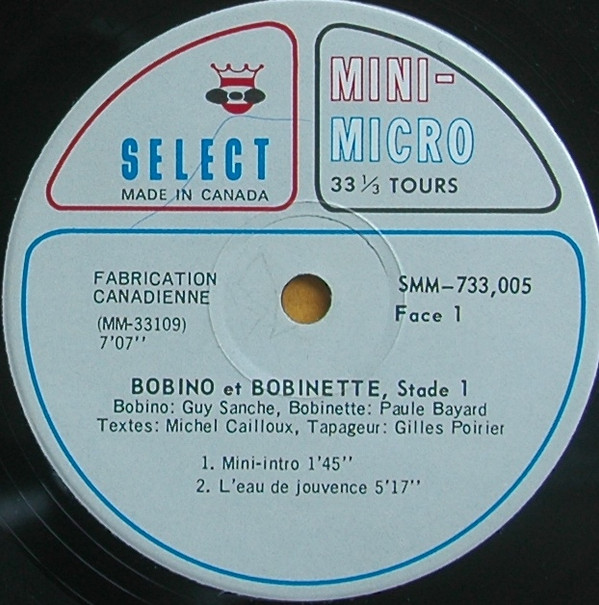 SELECT
MADE IN CANADA
MINI-
MICRO
33 ⅓ TOURS
FABRICATION
CANADIENNE
(MM-33109)
7'07''
SMM-733,005
Face 1
BOBINO et BOBINETTE, Stade 1
Bobino: Guy Sanche, Bobinette: Paule Bayard
Textes: Michel Cailloux, Tapageur: Gilles Poirier
1. Mini-intro 1'45''
2. L'eau de jouvence 5'17''